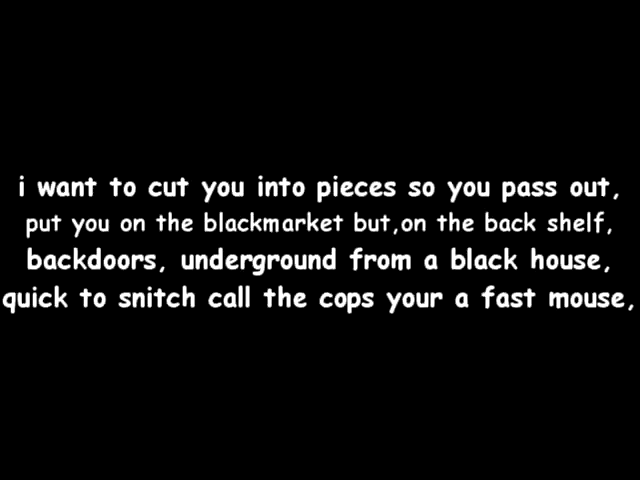 i want to cut you into pieces so you pass out,
put you on the blackmarket but,on the back shelf,
backdoors, underground from a black house,
quick to snitch call the cops your a fast mouse,